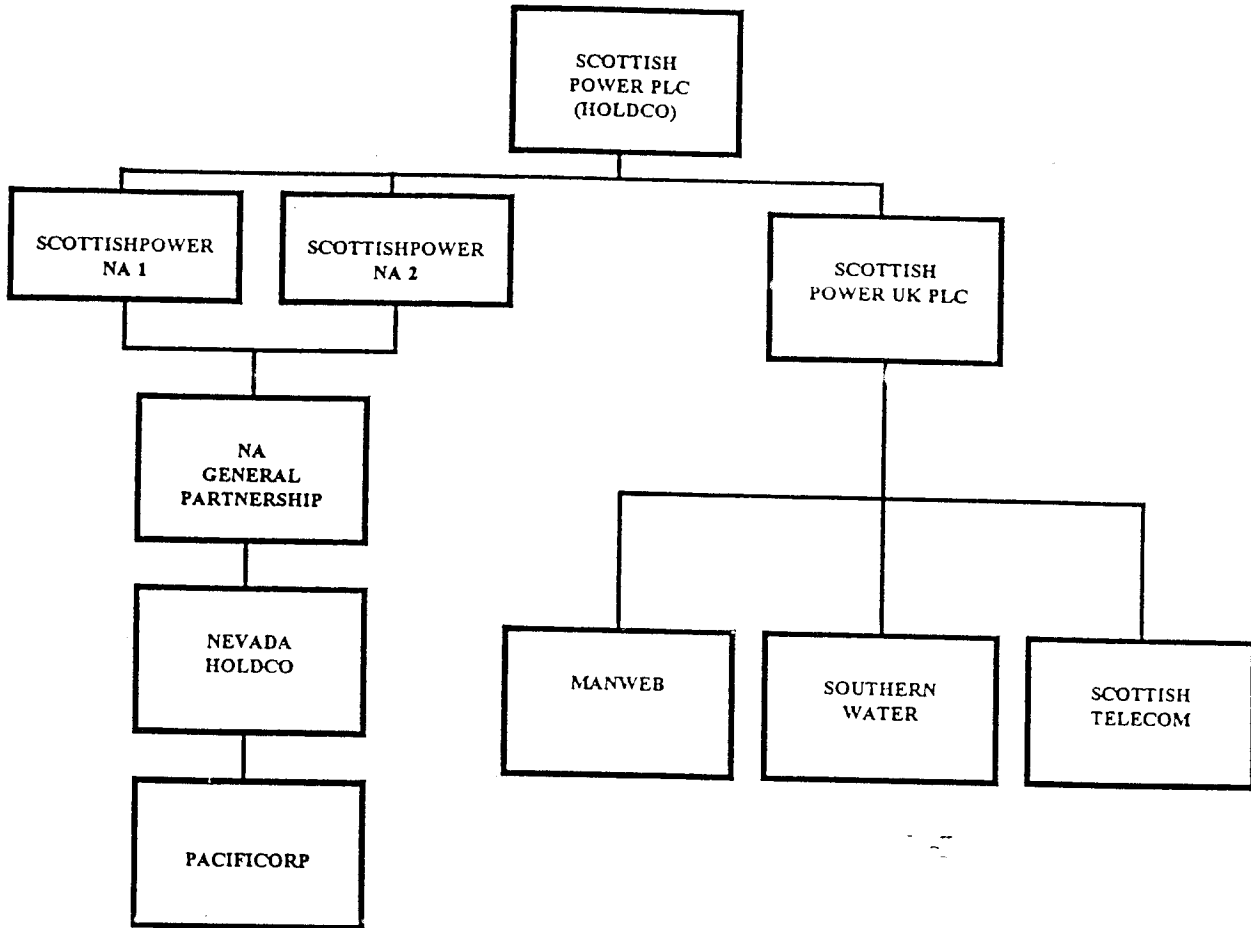 SCOTTISH
POWER PLC
(HOLDCO)
SCOTTISHPOWER
NA 1
SCOTTISHPOWER
NA 2
SCOTTISH
POWER UK PLC
NA
GENERAL
PARTNERSHIP
NEVADA
HOLDCO
MANWEB
SOUTHERN
WATER
SCOTTISH
TELECOM
PACIFICORP